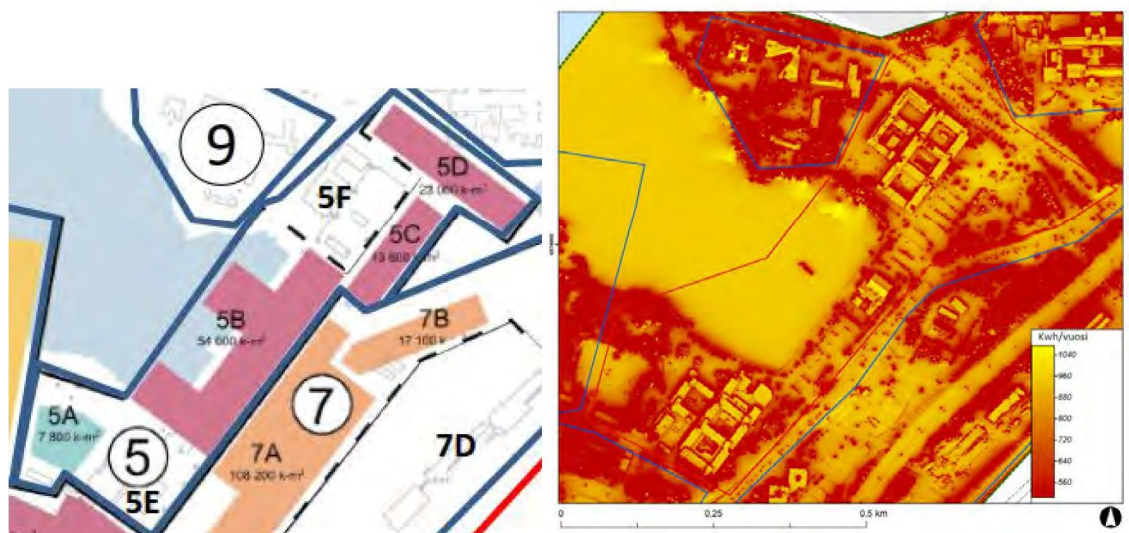 9
5D
23 000 k-m²
5F
5C
13 600 k-m²
5B
54 600 k-m²
7B
17 100 k
5A
7 800 k-m²
7
5
7A
108 200 k-m²
7D
5E
Kwh/vuosi
1040
960
880
800
720
640
560
0
0,25
0,5 km